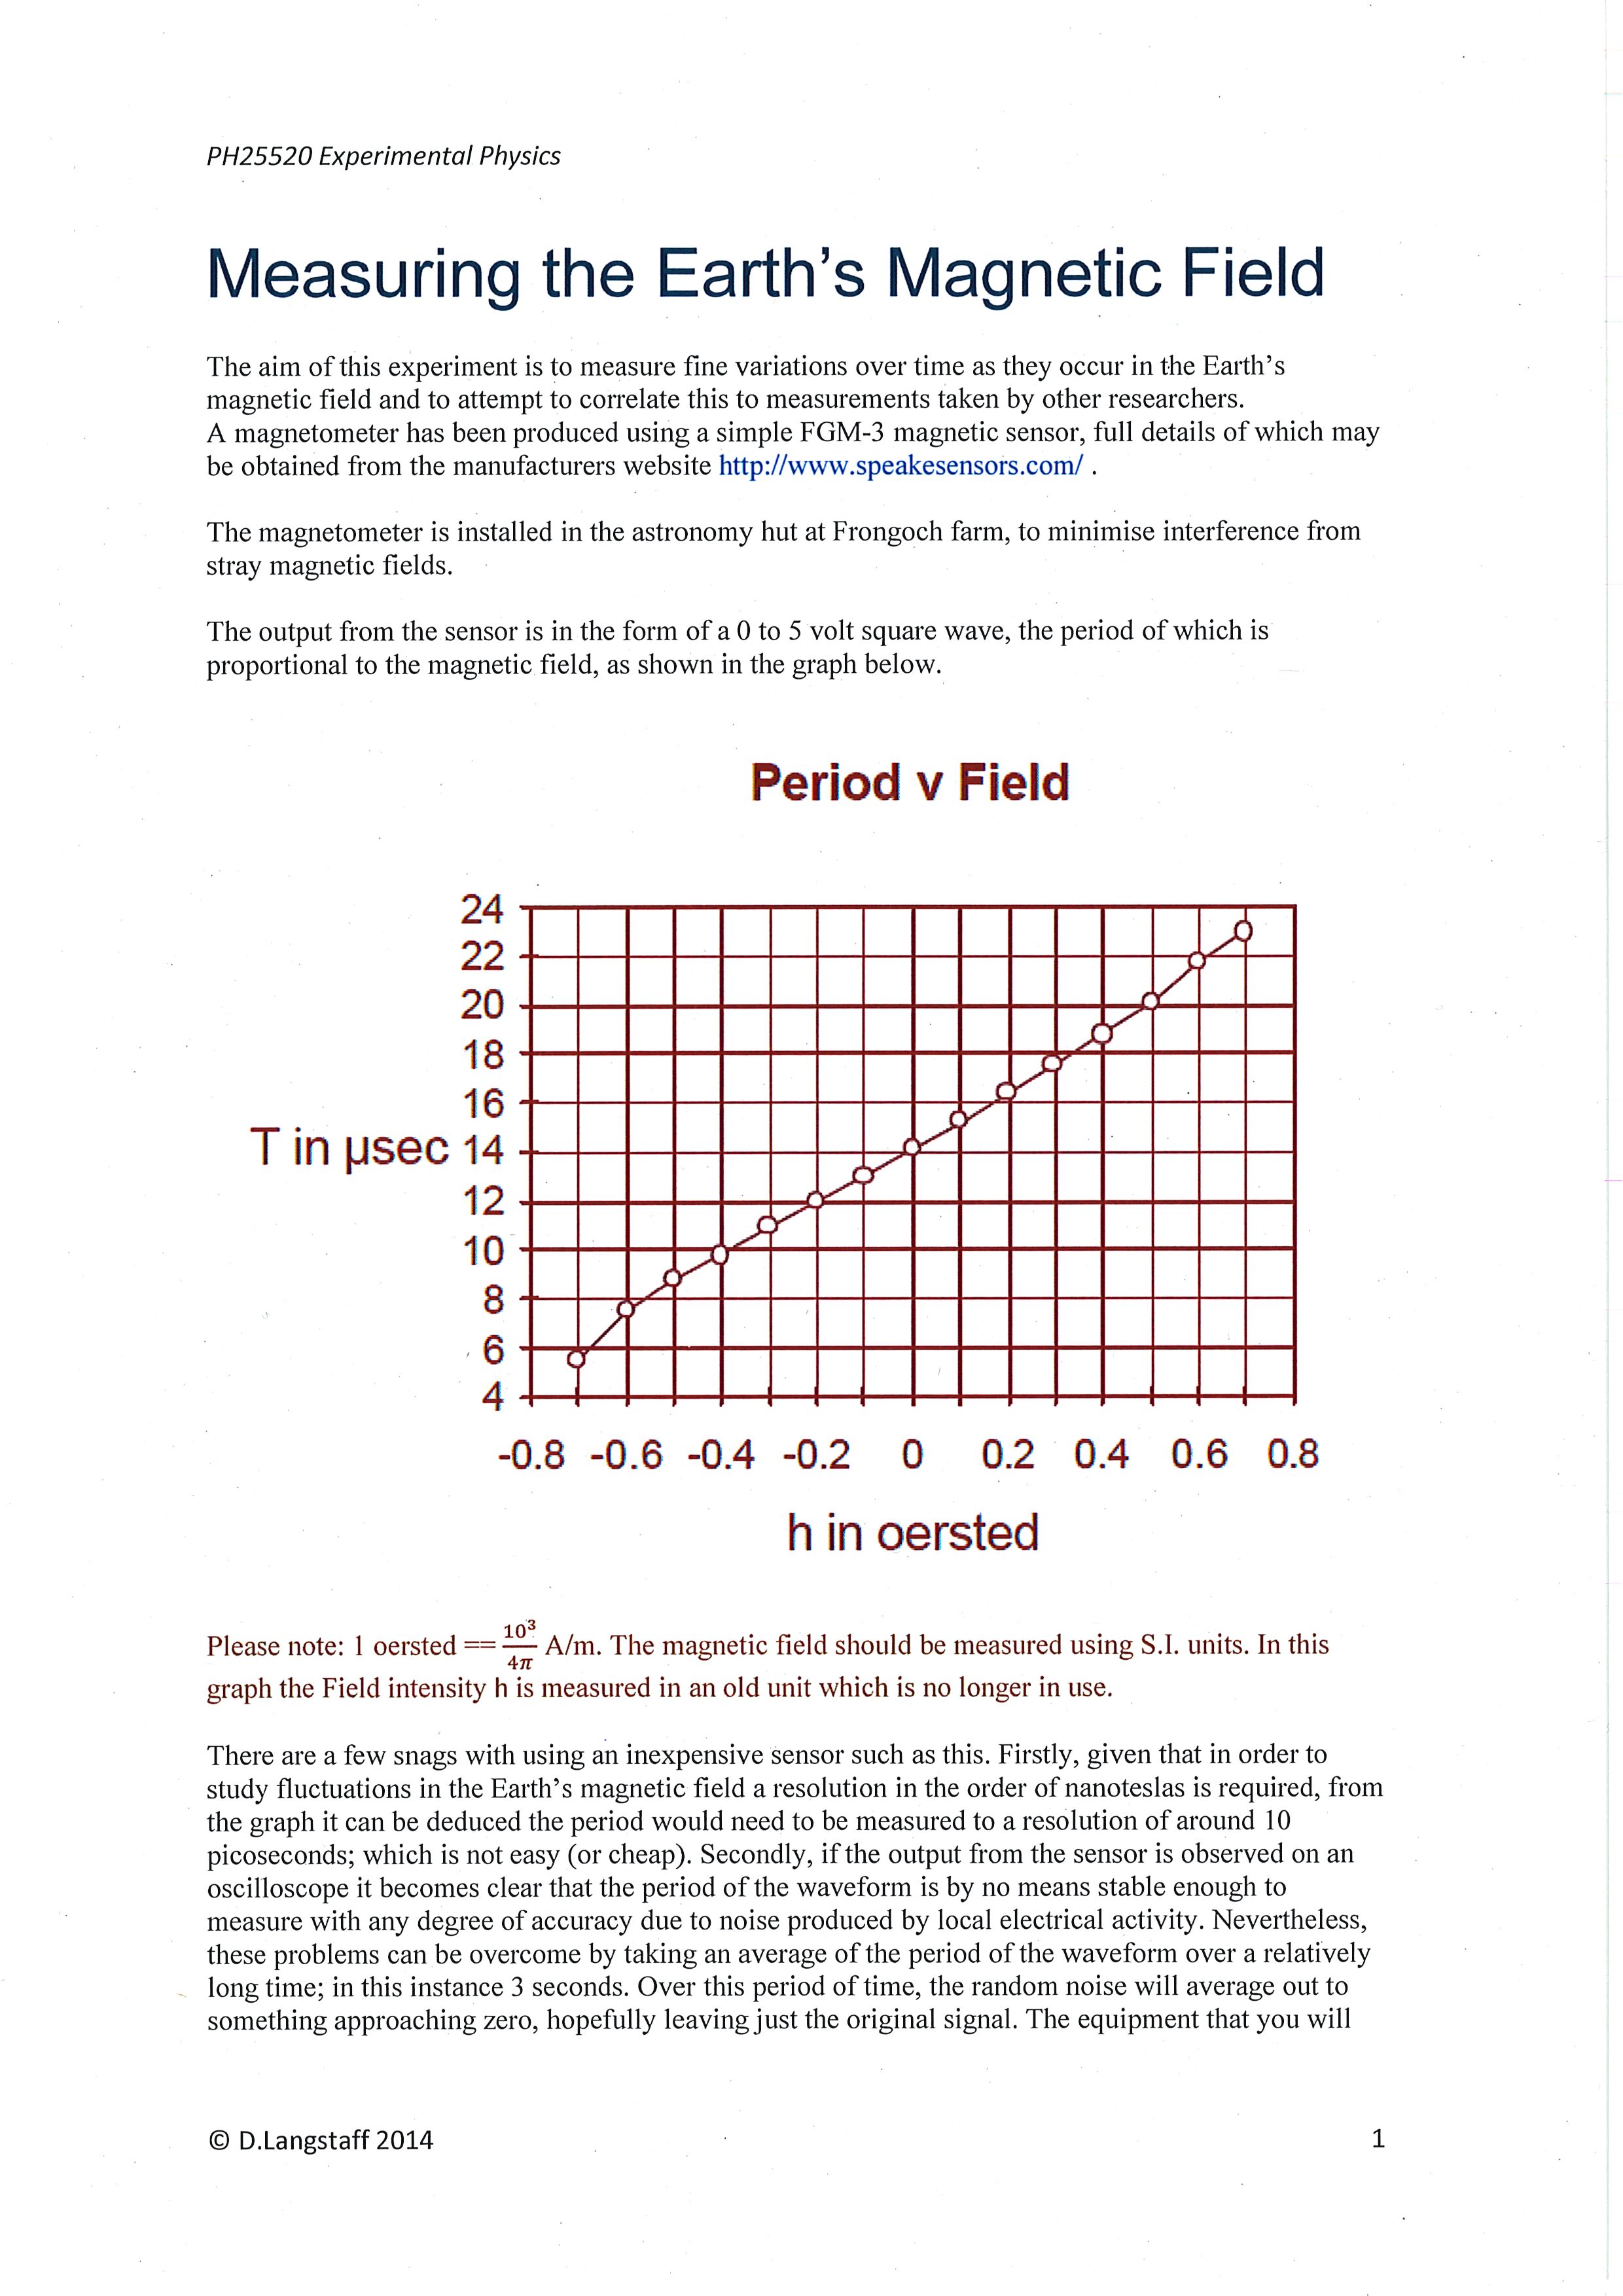 PH25520 Experimental Physics
Measuring the Earth’s Magnetic Field
The aim of this experiment is to measure fine variations over time as they occur in the Earth’s
magnetic field and to attempt to correlate this to measurements taken by other researchers.
A magnetometer has been produced using a simple FGM-3 magnetic sensor, full details of which may
be obtained from the manufacturers website http://www.speakesensors.com/ .
The magnetometer is installed in the astronomy hut at Frongoch farm, to minimise interference from
stray magnetic fields.
The output from the sensor is in the form of a 0 to 5 volt square wave, the period of which is
proportional to the magnetic field, as shown in the graph below.
Period v Field
24
22
20
18
16
T in µsec 14
12
10
8
6
4
-0.8 -0.6 -0.4 -0.2 0 0.2 0.4 0.6 0.8
h in oersted
Please note: 1 oersted == 10³/4π A/m. The magnetic field should be measured using S.I. units. In this
graph the Field intensity h is measured in an old unit which is no longer in use.
There are a few snags with using an inexpensive sensor such as this. Firstly, given that in order to
study fluctuations in the Earth’s magnetic field a resolution in the order of nanoteslas is required, from
the graph it can be deduced the period would need to be measured to a resolution of around 10
picoseconds; which is not easy (or cheap). Secondly, if the output from the sensor is observed on an
oscilloscope it becomes clear that the period of the waveform is by no means stable enough to
measure with any degree of accuracy due to noise produced by local electrical activity. Nevertheless,
these problems can be overcome by taking an average of the period of the waveform over a relatively
long time; in this instance 3 seconds. Over this period of time, the random noise will average out to
something approaching zero, hopefully leaving just the original signal. The equipment that you will
© D.Langstaff 2014 1